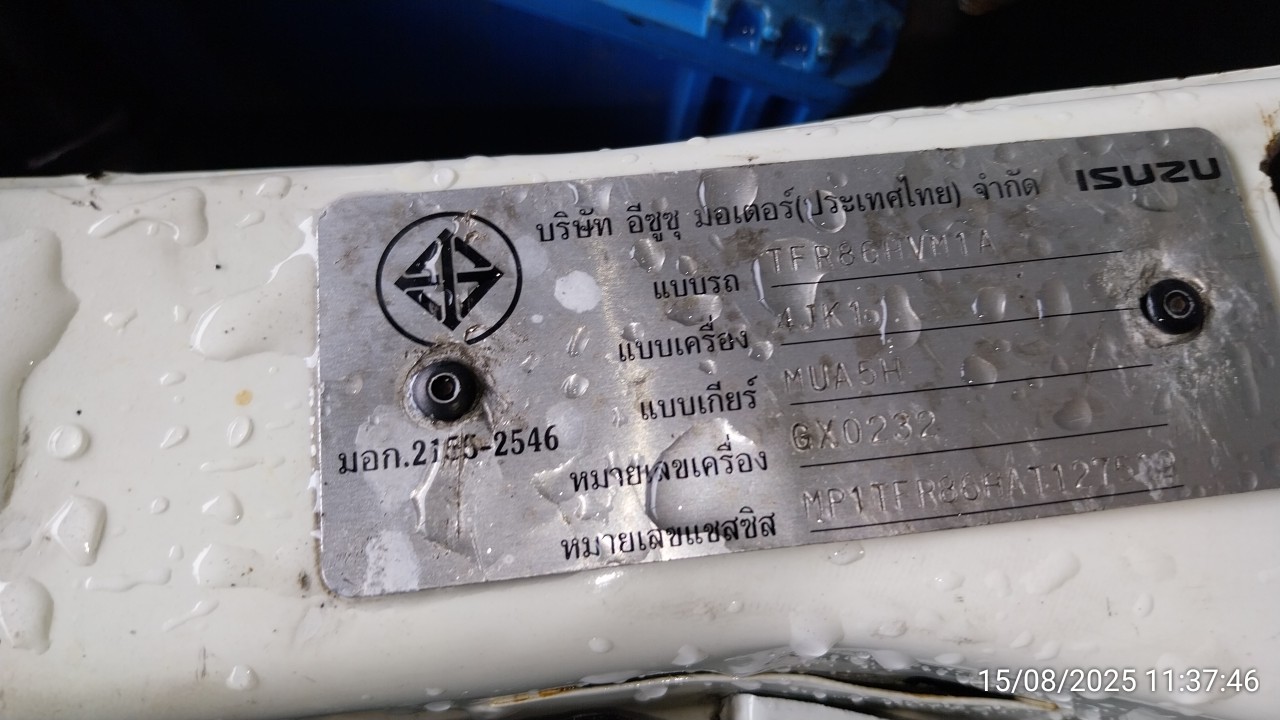 ISUZU
บริษัท อีซูซุ มอเตอร์(ประเทศไทย) จำกัด
แบบรถ TFR86HVM1A
แบบเครื่อง 4JK1
แบบเกียร์ MUA5H
มอก.2155-2546
หมายเลขเครื่อง GX0232
หมายเลขแชสซิส
15/08/2025 11:37:46